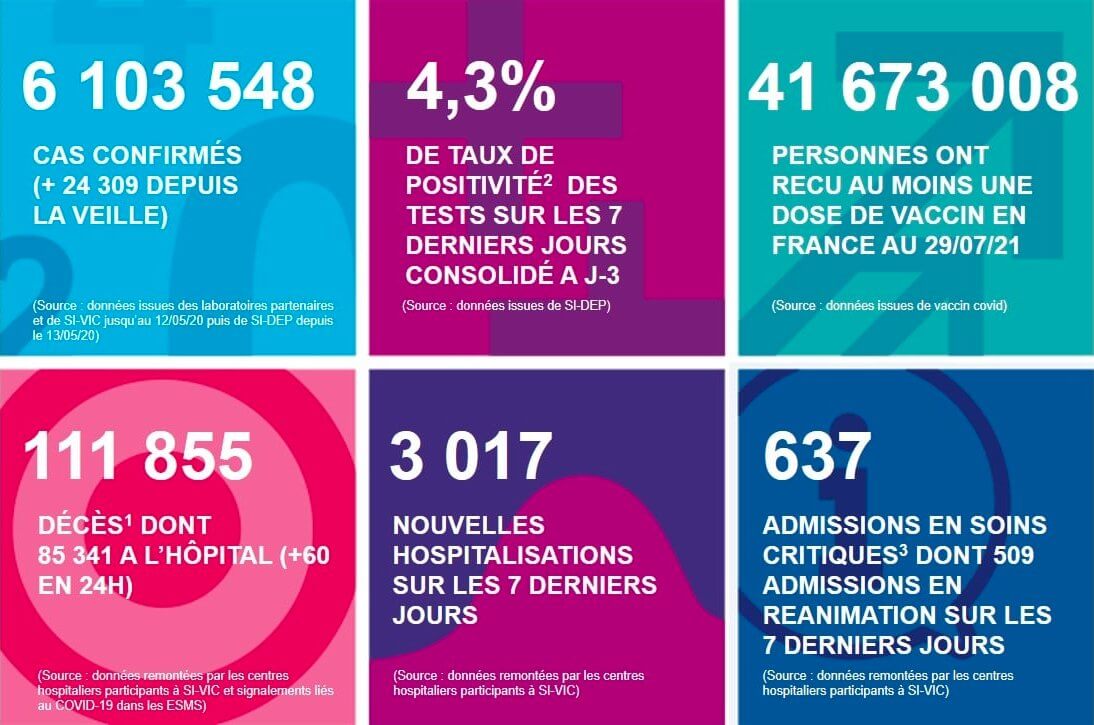 6 103 548
CAS CONFIRMÉS
(+ 24 309 DEPUIS
LA VEILLE)
(Source : données issues des laboratoires partenaires
et de SI-VIC jusqu'au 12/05/20 puis de SI-DEP depuis
le 13/05/20)
4,3%
DE TAUX DE
POSITIVITÉ² DES
TESTS SUR LES 7
DERNIERS JOURS
CONSOLIDÉ A J-3
(Source : données issues de SI-DEP)
41 673 008
PERSONNES ONT
RECU AU MOINS UNE
DOSE DE VACCIN EN
FRANCE AU 29/07/21
(Source : données issues de vaccin covid)
111 855
DÉCÈS¹ DONT
85 341 A L’HÔPITAL (+60
EN 24H)
(Source : données remontées par les centres
hospitaliers participants à SI-VIC et signalements liés
au COVID-19 dans les ESMS)
3 017
NOUVELLES
HOSPITALISATIONS
SUR LES 7 DERNIERS
JOURS
(Source : données remontées par les centres
hospitaliers participants à SI-VIC)
637
ADMISSIONS EN SOINS
CRITIQUES³ DONT 509
ADMISSIONS EN
REANIMATION SUR LES
7 DERNIERS JOURS
(Source : données remontées par les centres
hospitaliers participants à SI-VIC)